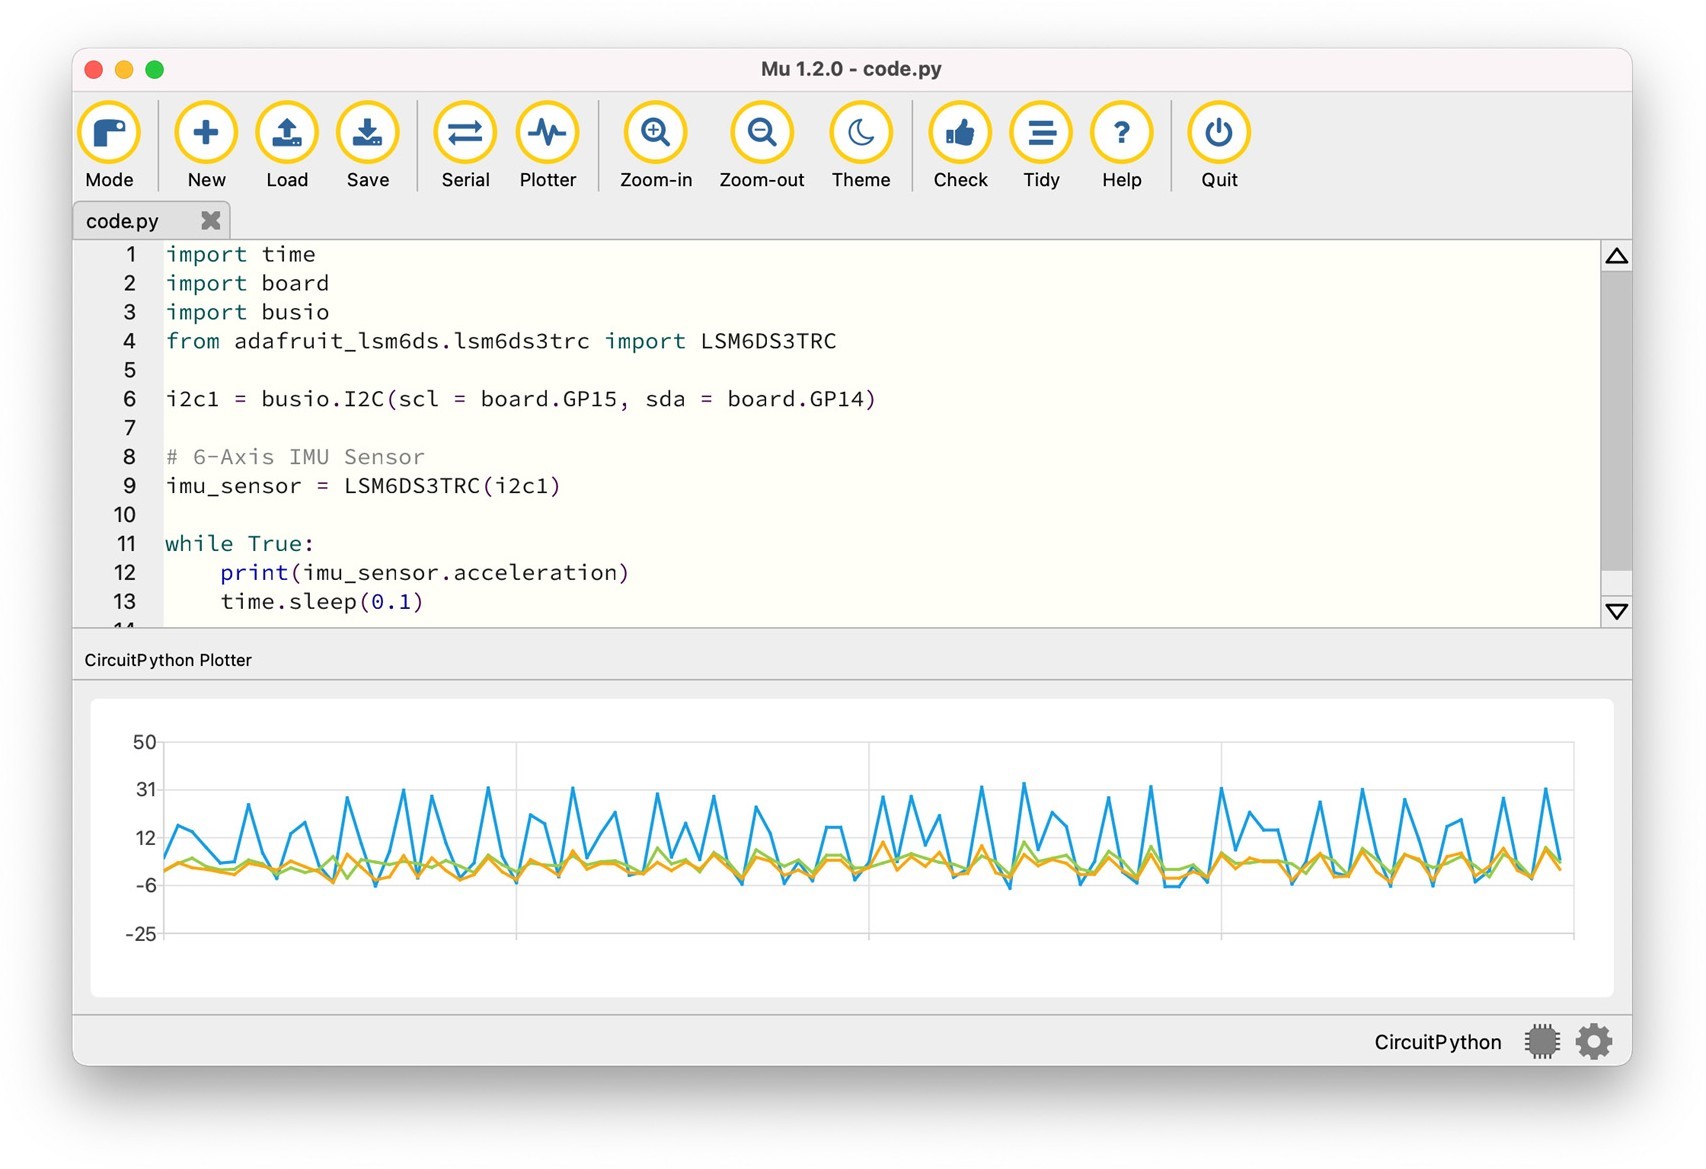 Mu 1.2.0 - code.py
Mode New Load Save Serial Plotter Zoom-in Zoom-out Theme Check Tidy Help Quit
code.py
1 import time
2 import board
3 import busio
4 from adafruit_lsm6ds.lsm6ds3trc import LSM6DS3TRC
5
6 i2c1 = busio.I2C(scl = board.GP15, sda = board.GP14)
7
8 # 6-Axis IMU Sensor
9 imu_sensor = LSM6DS3TRC(i2c1)
10
11 while True:
12     print(imu_sensor.acceleration)
13     time.sleep(0.1)
CircuitPython Plotter
50
31
12
-6
-25
CircuitPython